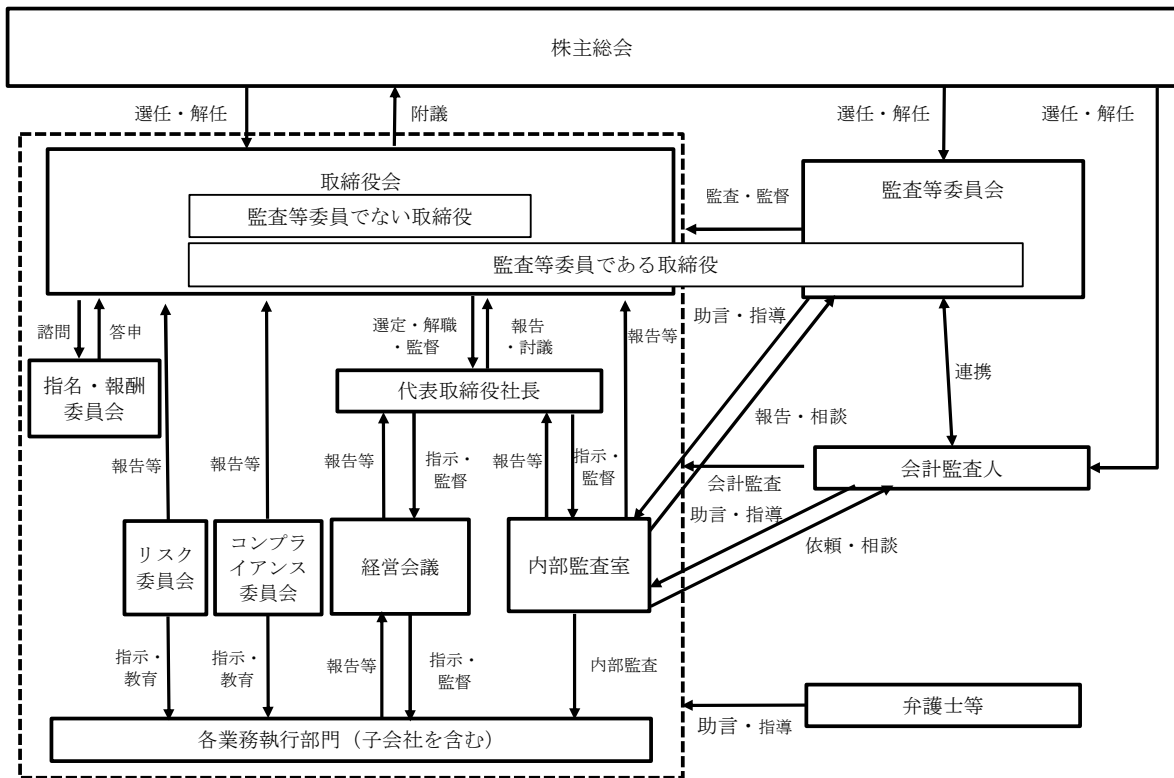 株主総会
選任・解任
附議
選任・解任
選任・解任
取締役会
監査等委員でない取締役
監査等委員である取締役
監査・監督
監査等委員会
諮問
答申
選定・解職
・監督
報告
・討議
報告等
助言・指導
指名・報酬
委員会
代表取締役社長
連携
報告・相談
報告等
報告等
報告等
指示・
監督
報告等
指示・
監督
会計監査
会計監査人
助言・指導
依頼・相談
リスク
委員会
コンプラ
イアンス
委員会
経営会議
内部監査室
指示・
教育
指示・
教育
報告等
指示・
監督
内部監査
弁護士等
助言・指導
各業務執行部門（子会社を含む）